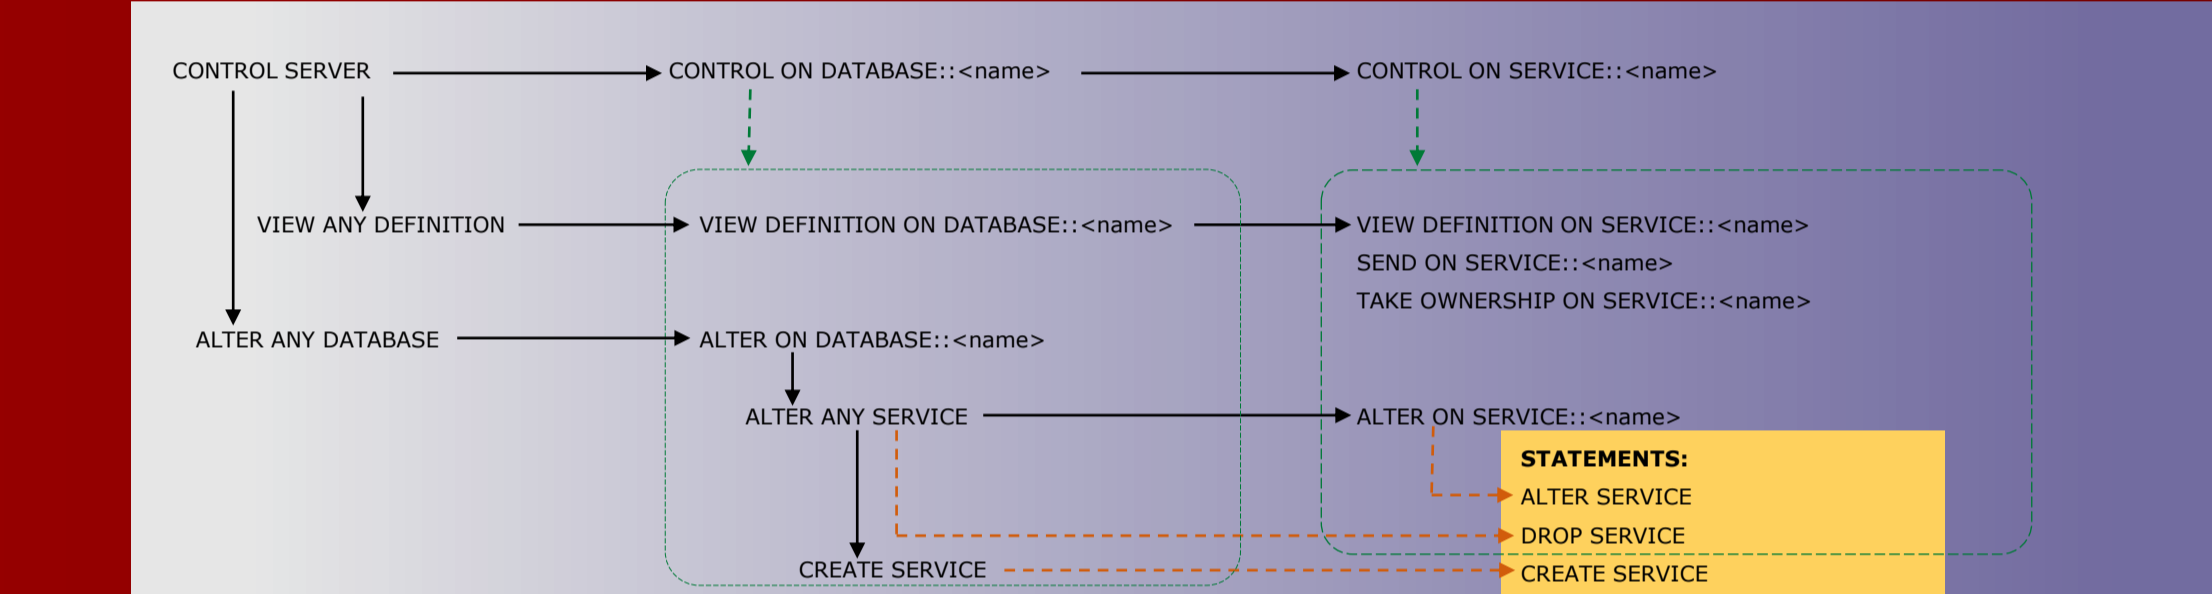 CONTROL SERVER
CONTROL ON DATABASE::<name>
CONTROL ON SERVICE::<name>
VIEW ANY DEFINITION
VIEW DEFINITION ON DATABASE::<name>
VIEW DEFINITION ON SERVICE::<name>
SEND ON SERVICE::<name>
TAKE OWNERSHIP ON SERVICE::<name>
ALTER ANY DATABASE
ALTER ON DATABASE::<name>
ALTER ANY SERVICE
ALTER ON SERVICE::<name>
STATEMENTS:
ALTER SERVICE
DROP SERVICE
CREATE SERVICE
CREATE SERVICE